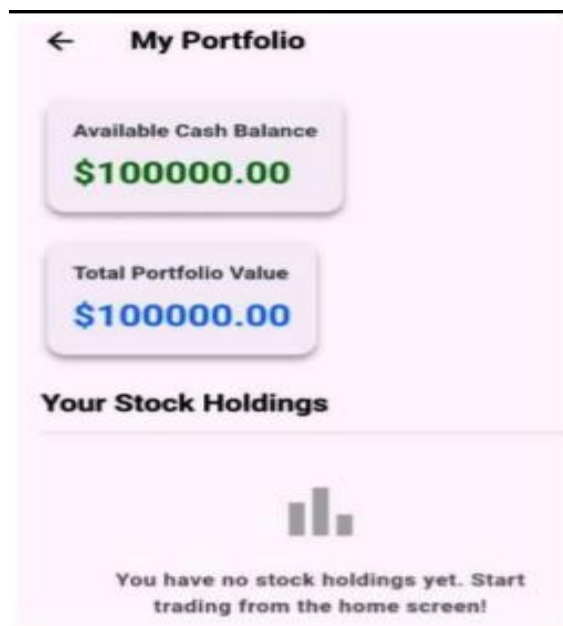 My Portfolio
Available Cash Balance
$100000.00
Total Portfolio Value
$100000.00
Your Stock Holdings
You have no stock holdings yet. Start
trading from the home screen!